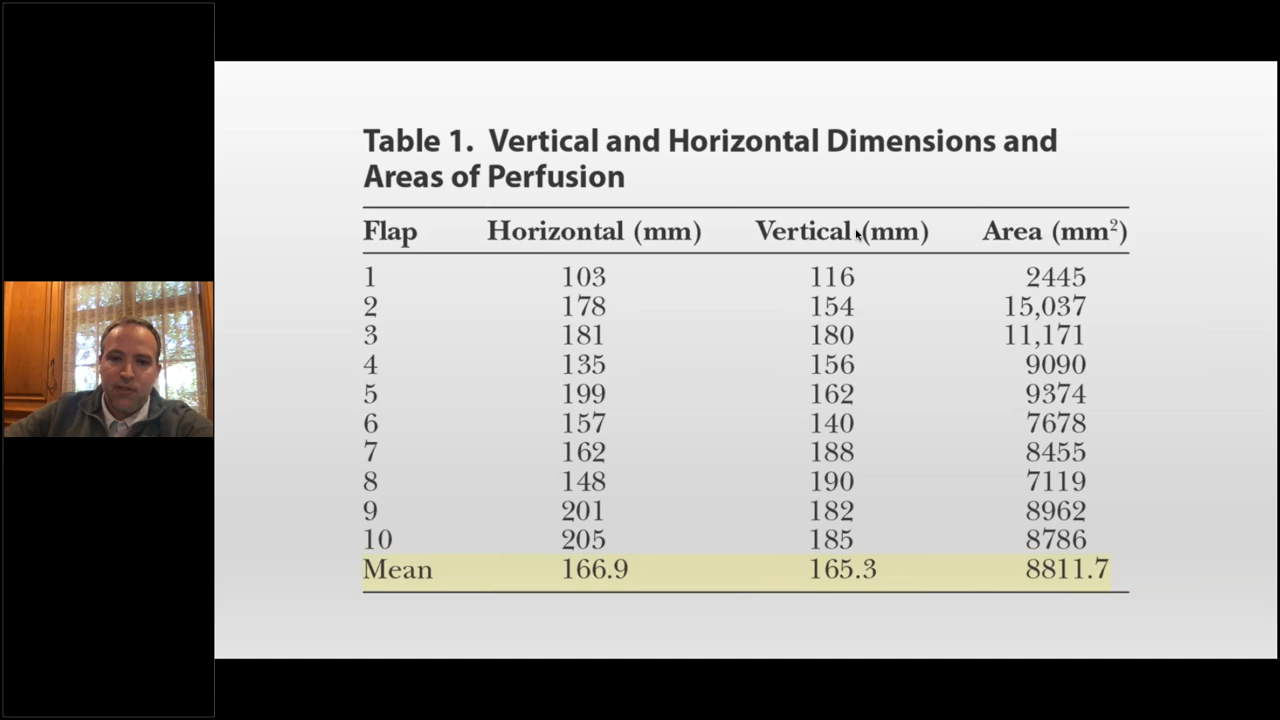 Table 1. Vertical and Horizontal Dimensions and
Areas of Perfusion
Flap Horizontal (mm) Vertical (mm) Area (mm²)
1 103 116 2445
2 178 154 15,037
3 181 180 11,171
4 135 156 9090
5 199 162 9374
6 157 140 7678
7 162 188 8455
8 148 190 7119
9 201 182 8962
10 205 185 8786
Mean 166.9 165.3 8811.7